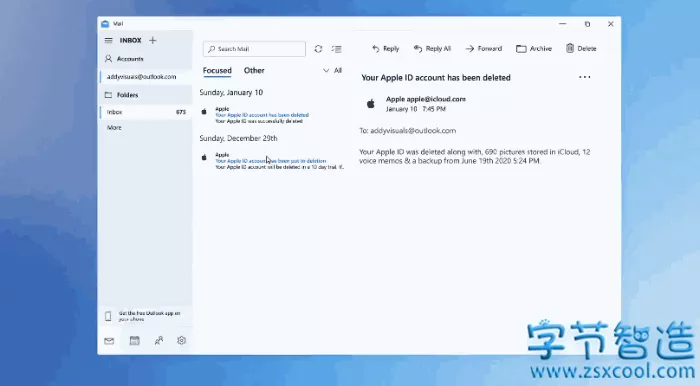 Mail
INBOX +
Accounts
addyvisuals@outlook.com
Folders
Inbox 673
More
Get the free Outlook app on
your phone
Search Mail
Focused Other All
Sunday, January 10
Apple
Your Apple ID account has been deleted
Your Apple ID was successfully deleted
Sunday, December 29th
Apple
Your Apple ID account has been put in deletion
Your Apple ID account will be deleted in a 10 day trial. If,
Reply Reply All Forward Archive Delete
Your Apple ID account has been deleted
Apple apple@icloud.com
January 10 7:45 PM
To: addyvisuals@outlook.com
Your Apple ID was deleted along with, 690 pictures stored in iCloud, 12
voice memos & a backup from June 19th 2020 5:24 PM.
字节智造
www.zsxcool.com